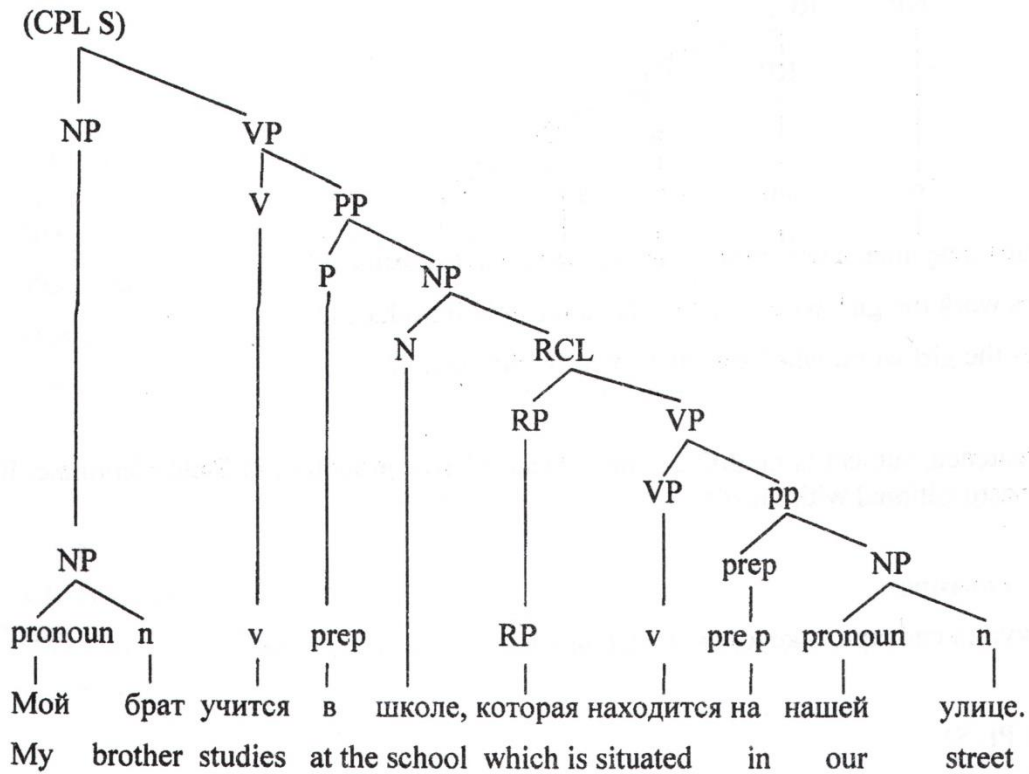 (CPL S)
NP VP
V PP
P NP
N RCL
RP VP
VP pp
prep
NP NP
pronoun n v prep RP v pre p pronoun n
Мой брат учится в школе, которая находится на нашей улице.
My brother studies at the school which is situated in our street